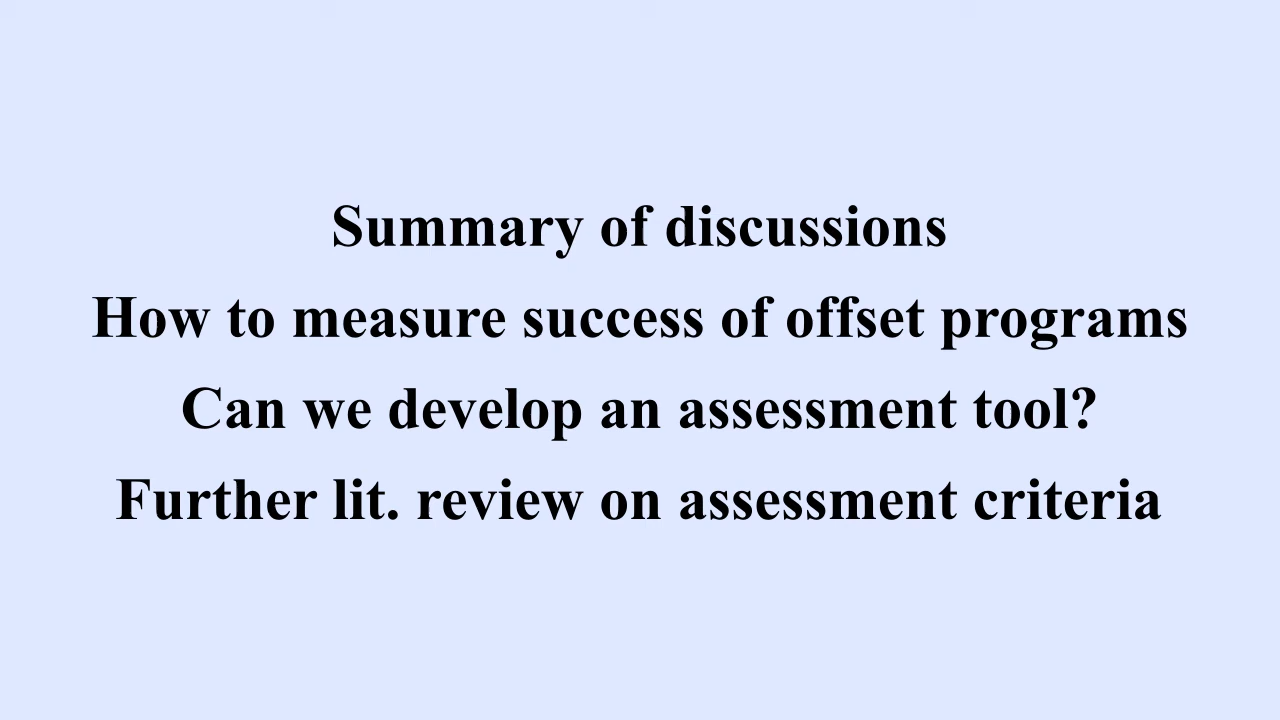 Summary of discussions
How to measure success of offset programs
Can we develop an assessment tool?
Further lit. review on assessment criteria